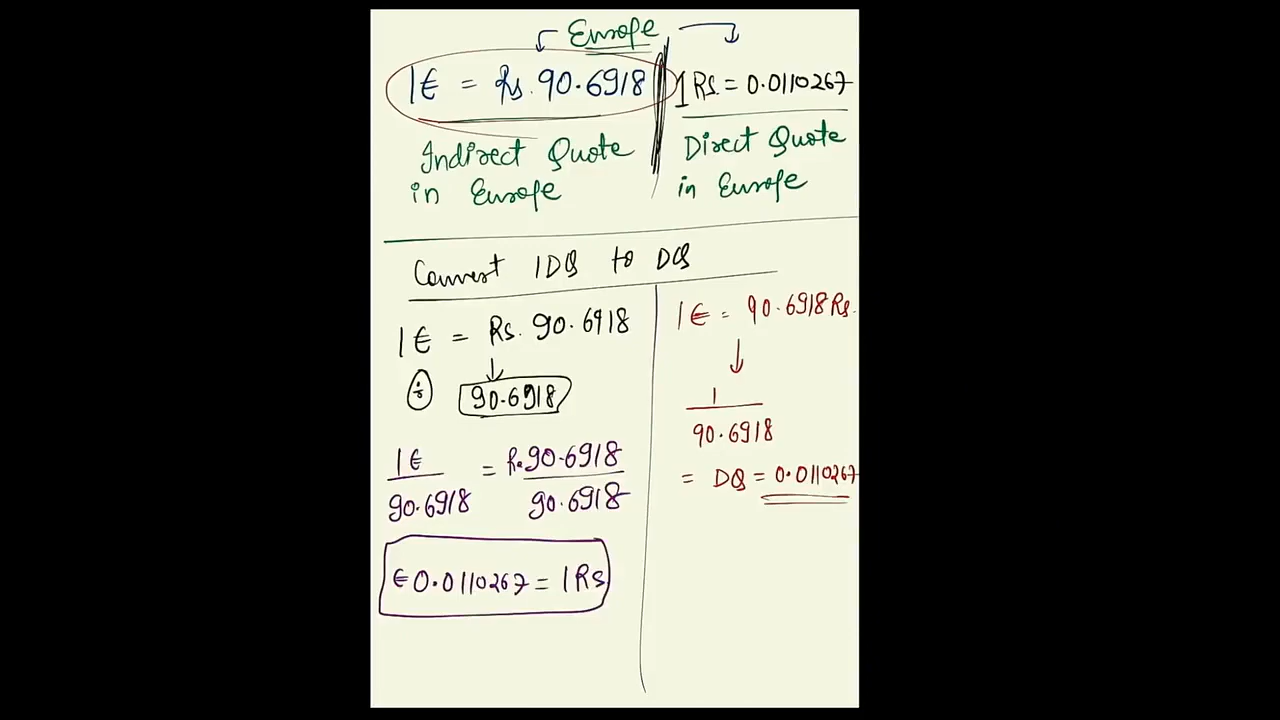 Europe
1€ = Rs. 90.6918
1 Rs. = 0.0110267
Indirect Quote
in Europe
Direct Quote
in Europe
Convert IDQ to DQ
1€ = Rs. 90.6918
÷ 90.6918
1€ = R.90.6918
90.6918 90.6918
€0.0110267 = 1Rs
1€ = 90.6918 Rs.
1
90.6918
= DQ = 0.0110267